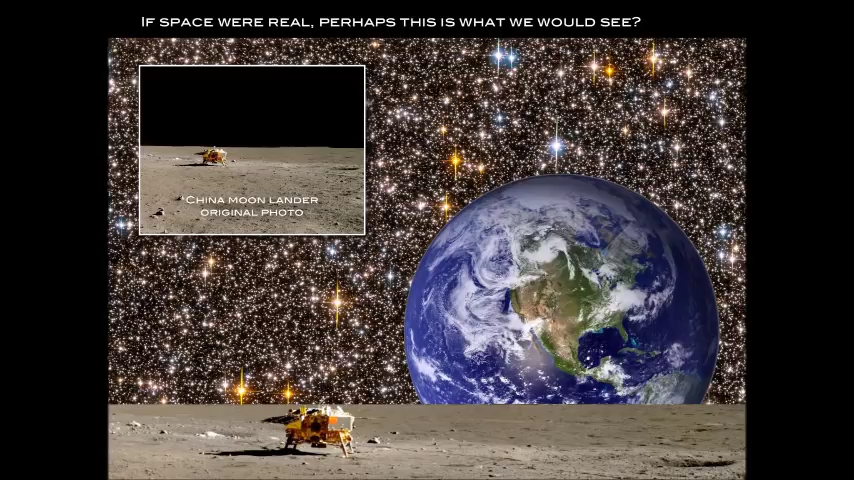 If space were real, perhaps this is what we would see?
*China moon lander
original photo